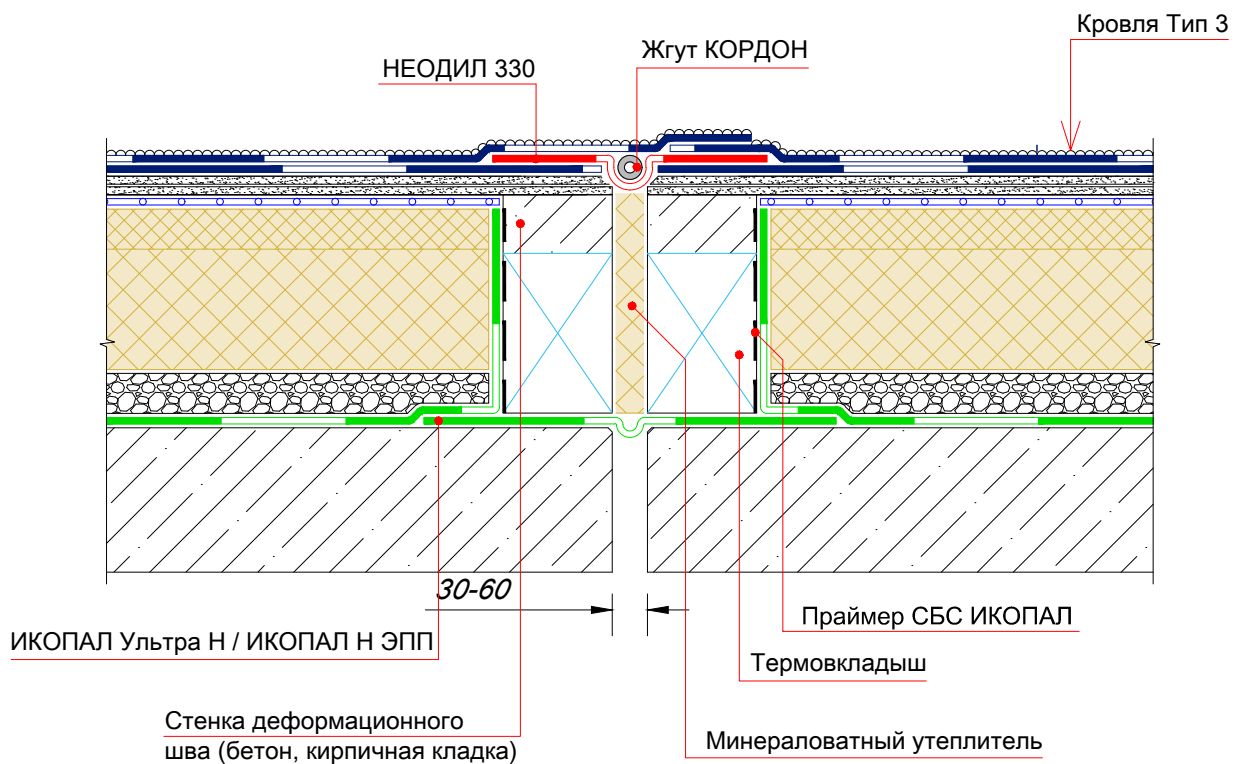 Кровля Тип 3
Жгут КОРДОН
НЕОДИЛ 330
30-60
Праймер СБС ИКОПАЛ
ИКОПАЛ Ультра Н / ИКОПАЛ Н ЭПП
Термовкладыш
Стенка деформационного
шва (бетон, кирпичная кладка)
Минераловатный утеплитель